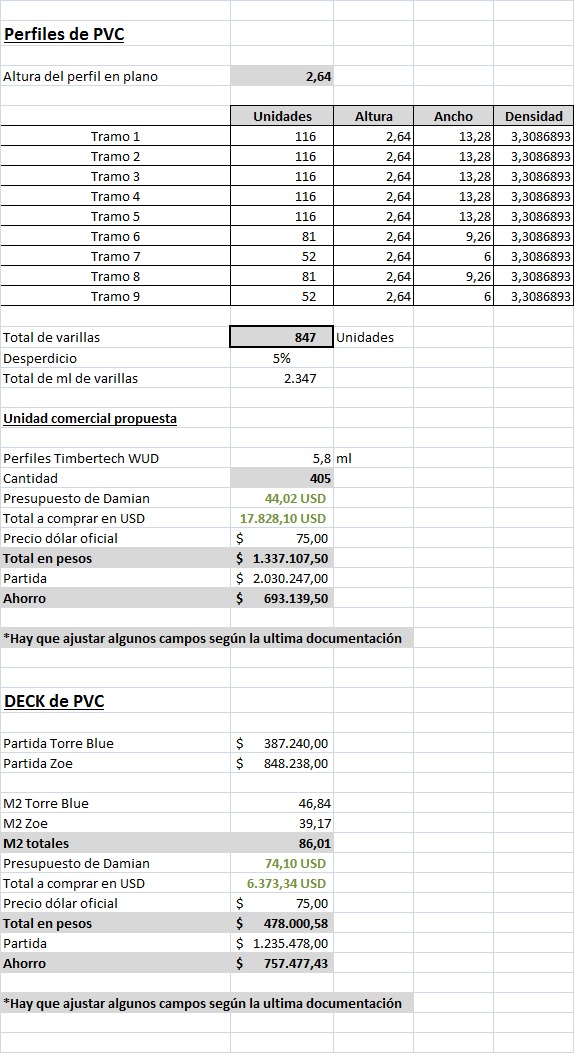 Perfiles de PVC
Altura del perfil en plano 2,64
Unidades Altura Ancho Densidad
Tramo 1 116 2,64 13,28 3,3086893
Tramo 2 116 2,64 13,28 3,3086893
Tramo 3 116 2,64 13,28 3,3086893
Tramo 4 116 2,64 13,28 3,3086893
Tramo 5 116 2,64 13,28 3,3086893
Tramo 6 81 2,64 9,26 3,3086893
Tramo 7 52 2,64 6 3,3086893
Tramo 8 81 2,64 9,26 3,3086893
Tramo 9 52 2,64 6 3,3086893
Total de varillas 847 Unidades
Desperdicio 5%
Total de ml de varillas 2.347
Unidad comercial propuesta
Perfiles Timbertech WUD 5,8 ml
Cantidad 405
Presupuesto de Damian 44,02 USD
Total a comprar en USD 17.828,10 USD
Precio dólar oficial $ 75,00
Total en pesos $ 1.337.107,50
Partida $ 2.030.247,00
Ahorro $ 693.139,50
*Hay que ajustar algunos campos según la ultima documentación
DECK de PVC
Partida Torre Blue $ 387.240,00
Partida Zoe $ 848.238,00
M2 Torre Blue 46,84
M2 Zoe 39,17
M2 totales 86,01
Presupuesto de Damian 74,10 USD
Total a comprar en USD 6.373,34 USD
Precio dólar oficial $ 75,00
Total en pesos $ 478.000,58
Partida $ 1.235.478,00
Ahorro $ 757.477,43
*Hay que ajustar algunos campos según la ultima documentación